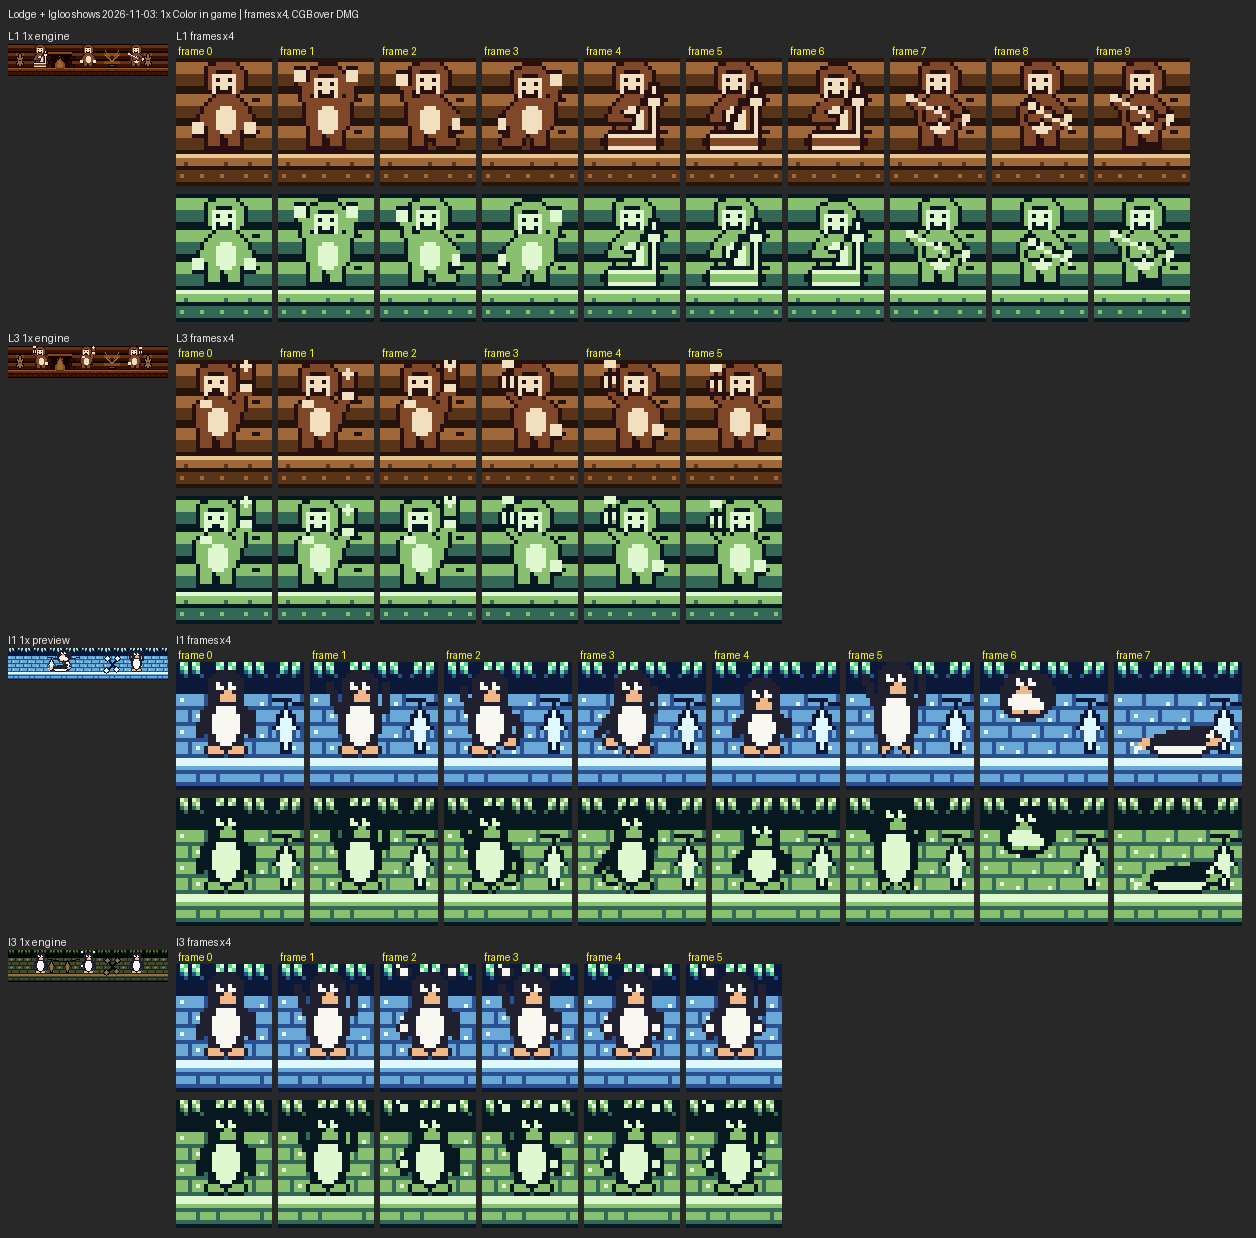 Lodge + Igloo shows 2026-11-03: 1x Color in game | frames x4, CGB over DMG
L1 1x engine
L1 frames x4
frame 0 frame 1 frame 2 frame 3 frame 4 frame 5 frame 6 frame 7 frame 8 frame 9
L3 1x engine
L3 frames x4
frame 0 frame 1 frame 2 frame 3 frame 4 frame 5
I1 1x preview
I1 frames x4
frame 0 frame 1 frame 2 frame 3 frame 4 frame 5 frame 6 frame 7
I3 1x engine
I3 frames x4
frame 0 frame 1 frame 2 frame 3 frame 4 frame 5